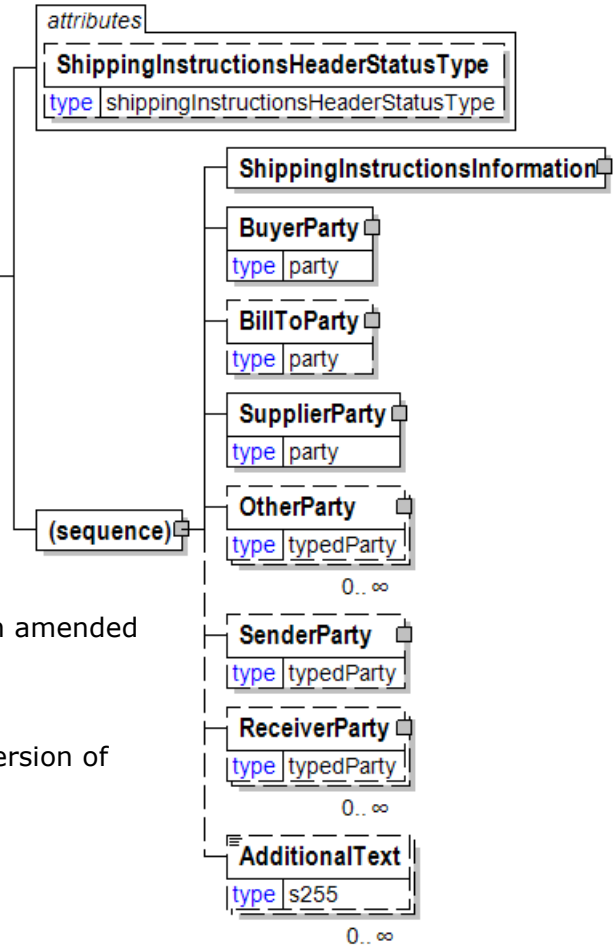 attributes
ShippingInstructionsHeaderStatusType
type shippingInstructionsHeaderStatusType
ShippingInstructionsInformation
BuyerParty
type party
BillToParty
type party
SupplierParty
type party
(sequence)
OtherParty
type typedParty
0.. ∞
amended
SenderParty
type typedParty
ersion of
ReceiverParty
type typedParty
0.. ∞
AdditionalText
type s255
0.. ∞